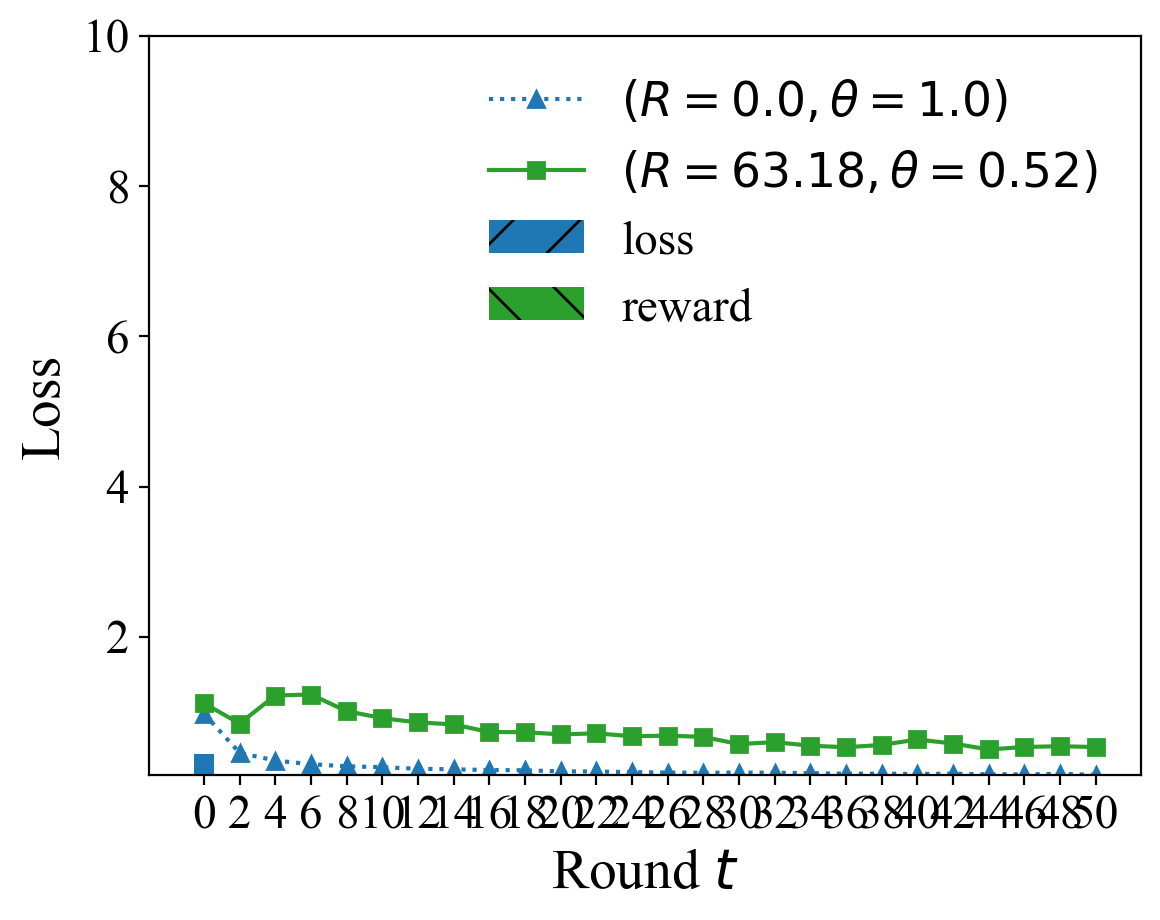 10
8
6
4
2
Loss
(R = 0.0, θ = 1.0)
(R = 63.18, θ = 0.52)
loss
reward
0 2 4 6 8 10 12 14 16 18 20 22 24 26 28 30 32 34 36 38 40 42 44 46 48 50
Round t